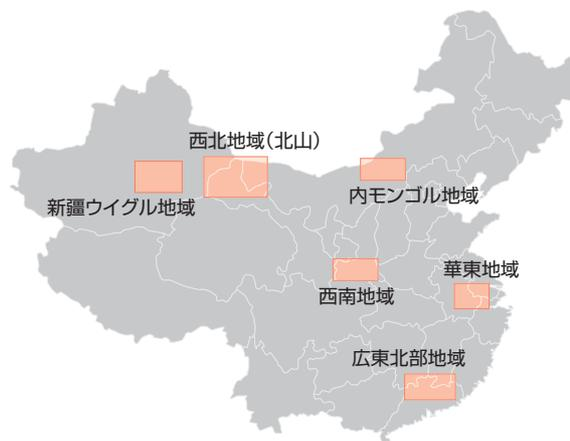 西北地域（北山）
新疆ウイグル地域
内モンゴル地域
華東地域
西南地域
広東北部地域